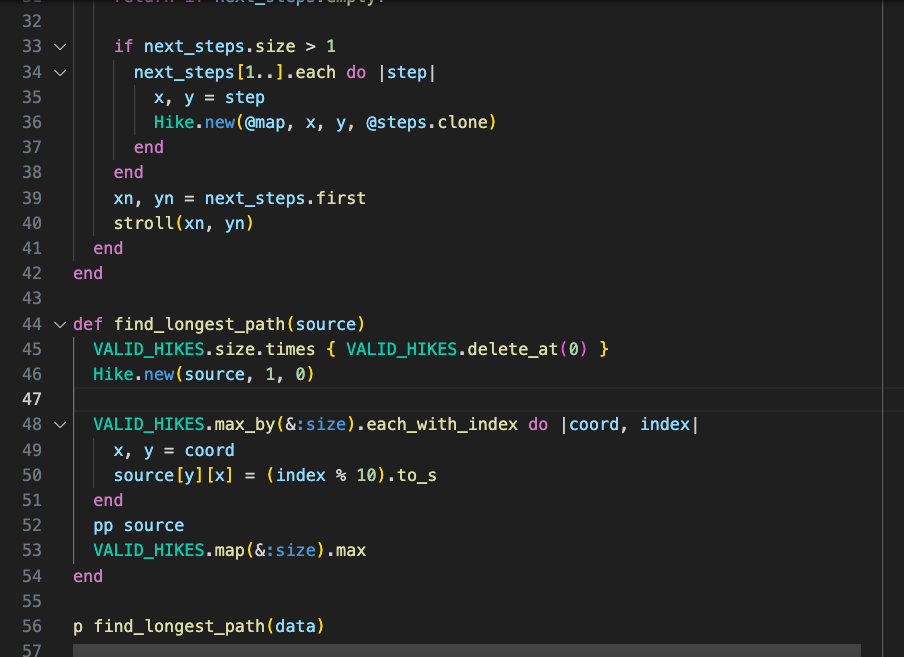 32
33 if next_steps.size > 1
34 next_steps[1..].each do |step|
35 x, y = step
36 Hike.new(@map, x, y, @steps.clone)
37 end
38 end
39 xn, yn = next_steps.first
40 stroll(xn, yn)
41 end
42 end
43
44 def find_longest_path(source)
45 VALID_HIKES.size.times { VALID_HIKES.delete_at(0) }
46 Hike.new(source, 1, 0)
47
48 VALID_HIKES.max_by(&:size).each_with_index do |coord, index|
49 x, y = coord
50 source[y][x] = (index % 10).to_s
51 end
52 pp source
53 VALID_HIKES.map(&:size).max
54 end
55
56 p find_longest_path(data)
57